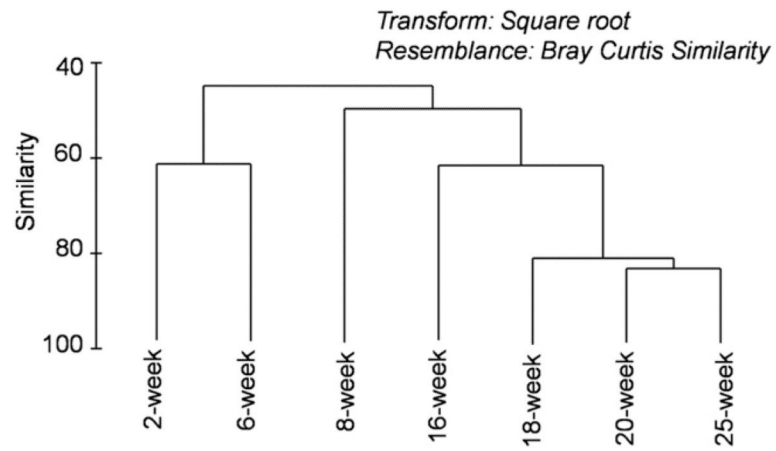 Transform: Square root
Resemblance: Bray Curtis Similarity
Similarity
40
60
80
100
2-week
6-week
8-week
16-week
18-week
20-week
25-week